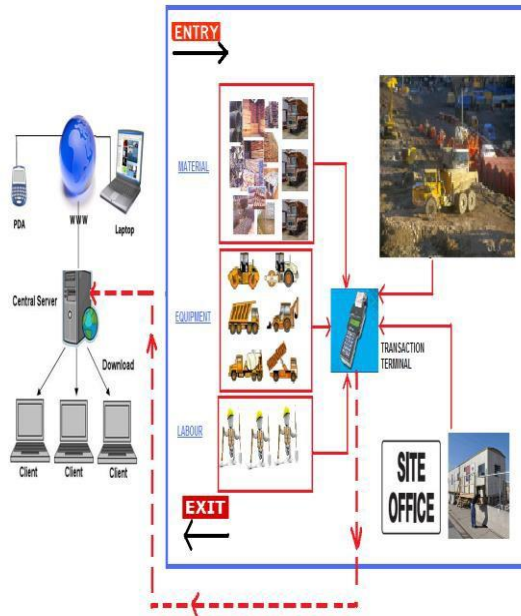 ENTRY
MATERIAL
PDA
WWW
Laptop
Central Server
EQUIPMENT
TRANSACTION
TERMINAL
Download
LABOUR
Client
Client
Client
SITE
OFFICE
EXIT